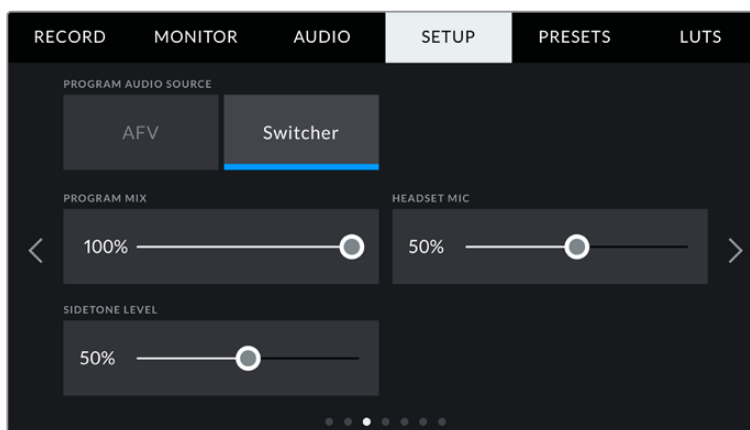 RECORD MONITOR AUDIO SETUP PRESETS LUTS
PROGRAM AUDIO SOURCE
AFV Switcher
PROGRAM MIX HEADSET MIC
100% 50%
SIDETONE LEVEL
50%